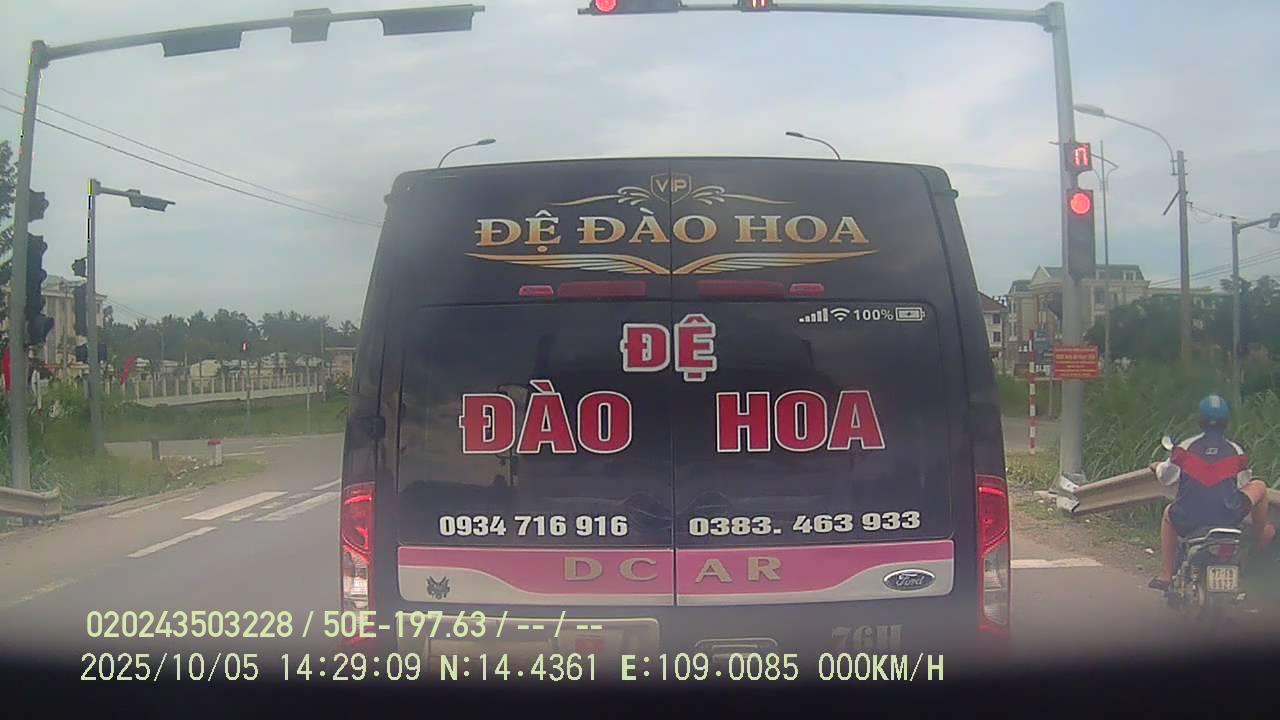 VIP
ĐỆ ĐÀO HOA
100%
ĐỆ
ĐÀO HOA
0934 716 916 0383. 463 933
DCAR
Ford
76H
020243503228 / 50E-197.63 / -- / --
2025/10/05 14:29:09 N:14.4361 E:109.0085 000KM/H